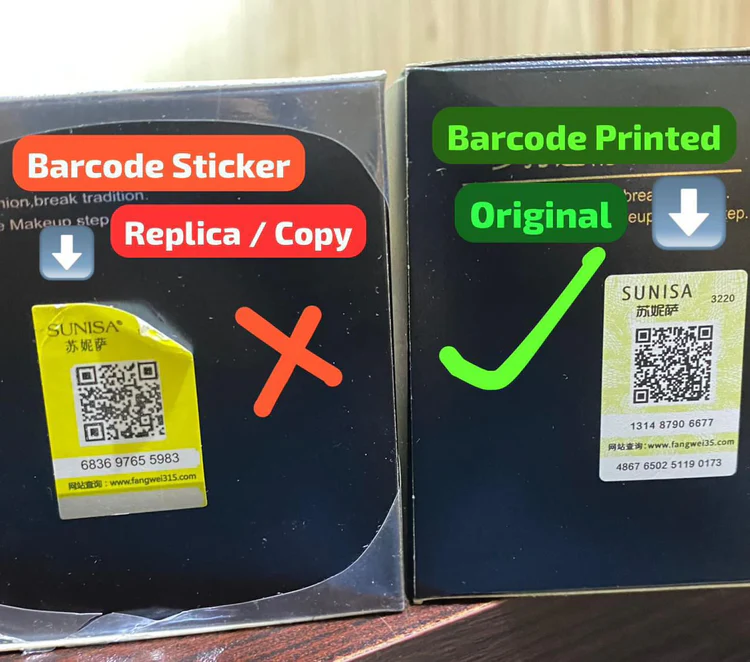 Barcode Sticker
nion,break tradition.
e Makeup step
Replica / Copy
SUNISA®
苏妮萨
6836 9765 5983
网站查询：www.fangwei315.com
Barcode Printed
brea
eup
tep.
Original
SUNISA
3220
苏妮萨
1314 8790 6677
网站查询：www.fangwei35.com
4867 6502 5119 0173